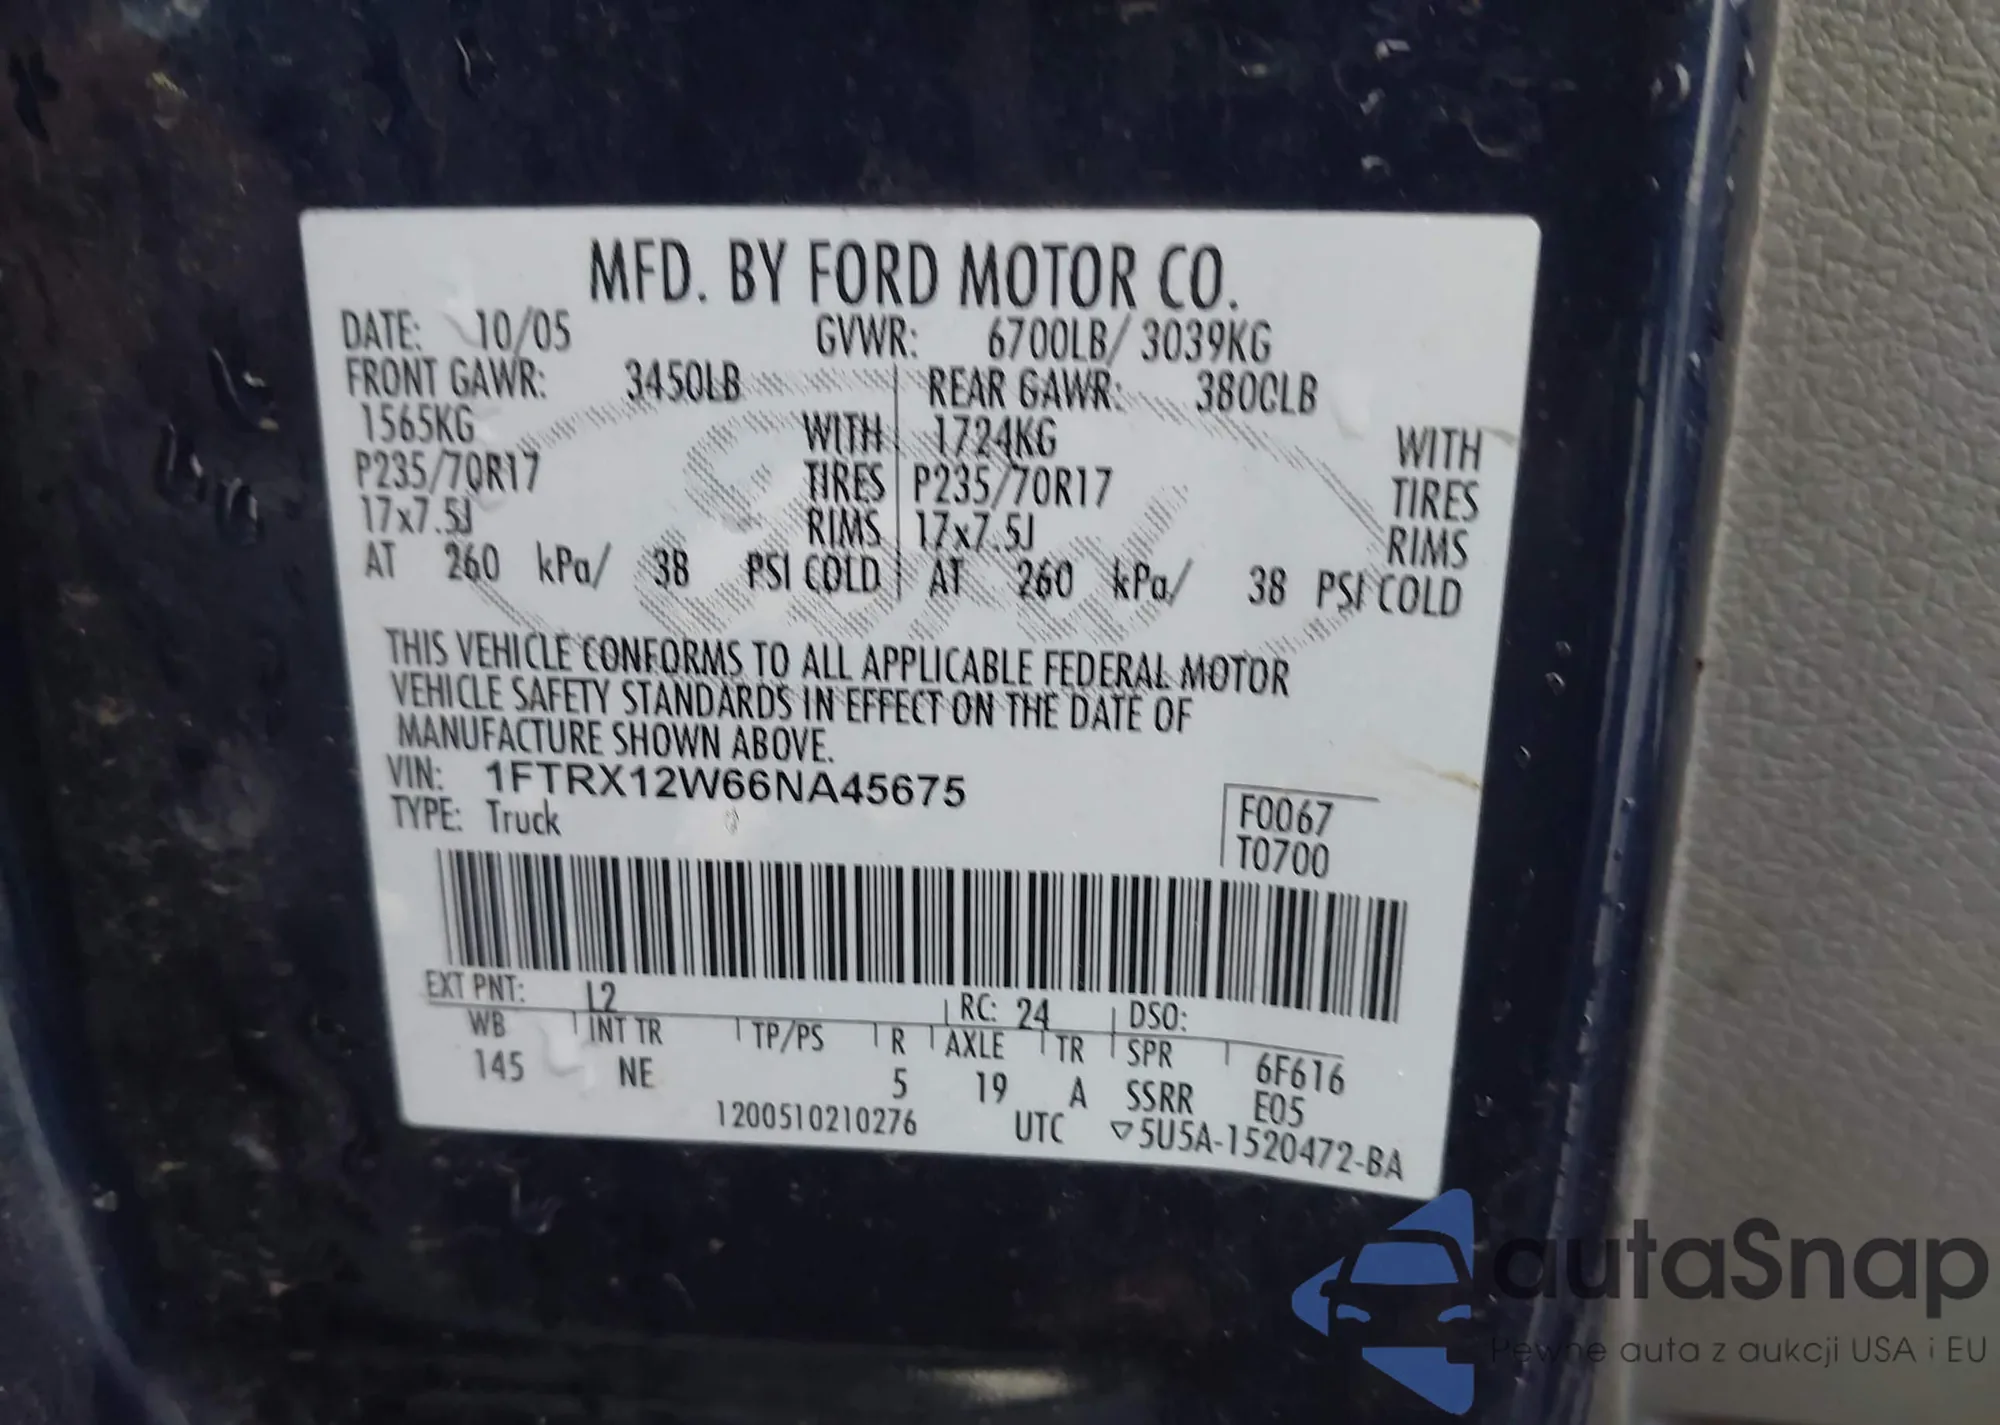 MFD. BY FORD MOTOR CO.
DATE: 10/05 GVWR: 6700LB/ 3039KG
FRONT GAWR: 3450LB REAR GAWR: 3800LB
1565KG WITH 1724KG WITH
P235/70R17 TIRES P235/70R17 TIRES
17x7.5J RIMS 17x7.5J RIMS
AT 260 kPa/ 38 PSI COLD AT 260 kPa/ 38 PSI COLD
THIS VEHICLE CONFORMS TO ALL APPLICABLE FEDERAL MOTOR
VEHICLE SAFETY STANDARDS IN EFFECT ON THE DATE OF
MANUFACTURE SHOWN ABOVE.
VIN: 1FTRX12W66NA45675
TYPE: Truck
F0067
T0700
EXT PNT: L2 RC: 24 DSO:
WB INT TR TP/PS R AXLE TR SPR 6F616
145 NE 5 19 A SSRR E05
1200510210276 UTC ▽5U5A-1520472-BA
autaSnap
Pewne auta z aukcji USA i EU